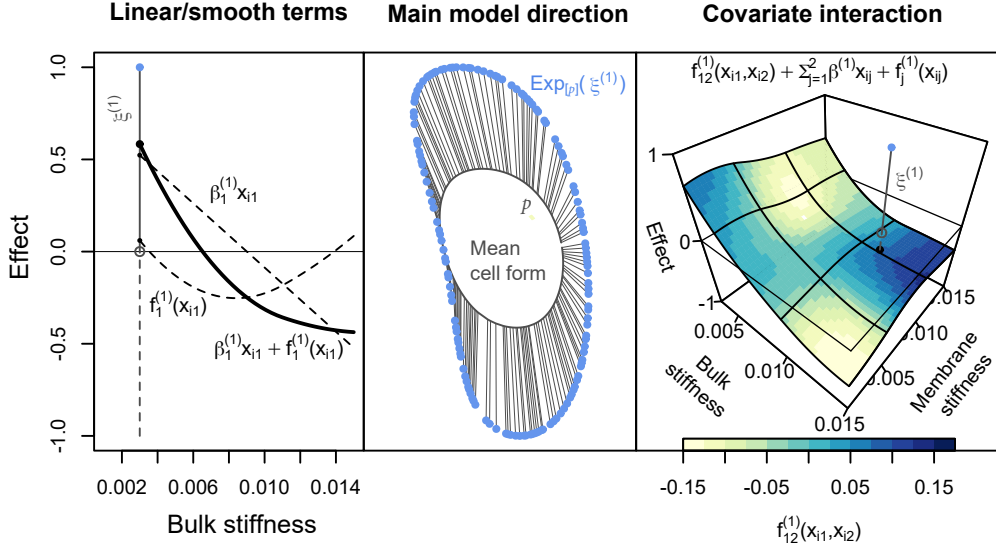 Linear/smooth terms
Effect
1.0
0.5
0.0
-0.5
-1.0
ξ⁽¹⁾
β₁⁽¹⁾xᵢ₁
f₁⁽¹⁾(xᵢ₁)
β₁⁽¹⁾xᵢ₁ + f₁⁽¹⁾(xᵢ₁)
0.002 0.006 0.010 0.014
Bulk stiffness
Main model direction
Exp[p](ξ⁽¹⁾)
p
Mean
cell form
Covariate interaction
f₁₂⁽¹⁾(xᵢ₁,xᵢ₂) + Σ²ⱼ₌₁β⁽¹⁾xᵢⱼ + fⱼ⁽¹⁾(xᵢⱼ)
ξ⁽¹⁾
Effect
1
0
-1
0.005
0.010
0.015
Bulk
stiffness
0.005
0.010
0.015
Membrane
stiffness
-0.15 -0.05 0.05 0.15
f₁₂⁽¹⁾(xᵢ₁,xᵢ₂)